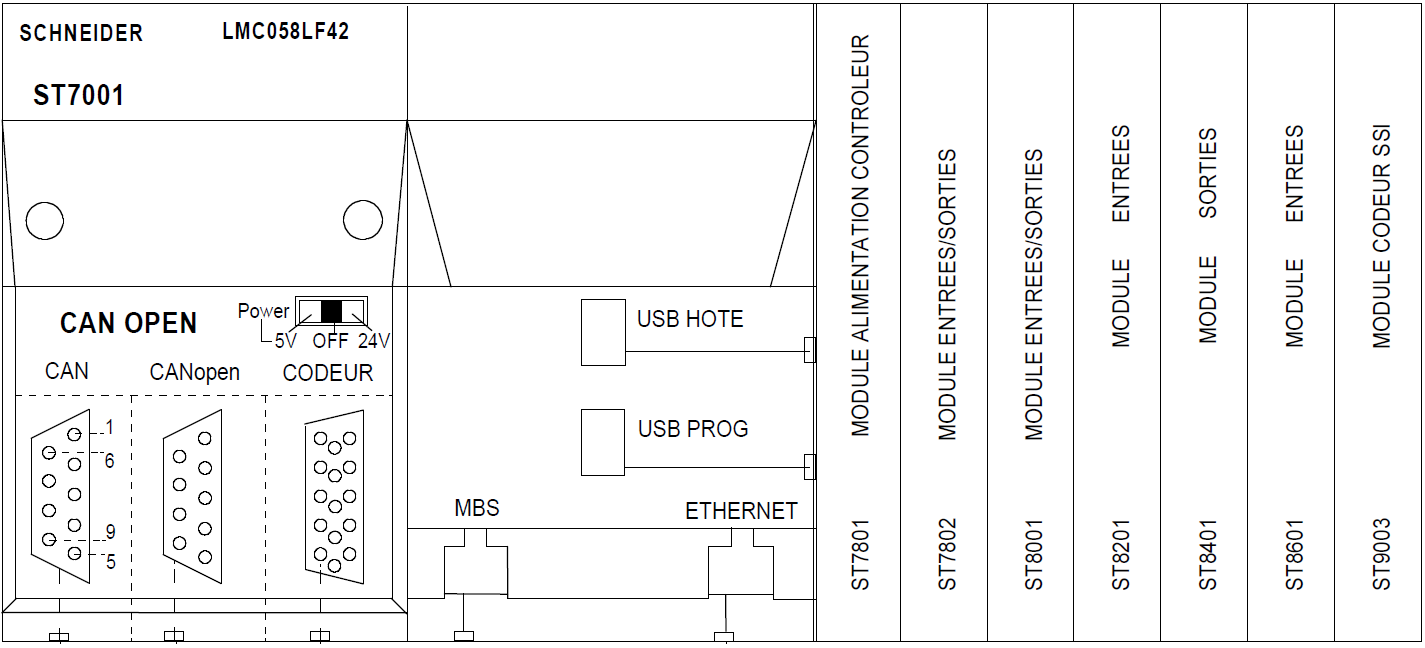 SCHNEIDER LMC058LF42
ST7001
CAN OPEN
Power
5V OFF 24V
CAN CANopen CODEUR
1
6
9
5
USB HOTE
USB PROG
MBS ETHERNET
MODULE ALIMENTATION CONTROLEUR
ST7801
MODULE ENTREES/SORTIES
ST7802
MODULE ENTREES/SORTIES
ST8001
MODULE ENTREES
ST8201
MODULE SORTIES
ST8401
MODULE ENTREES
ST8601
MODULE CODEUR SSI
ST9003